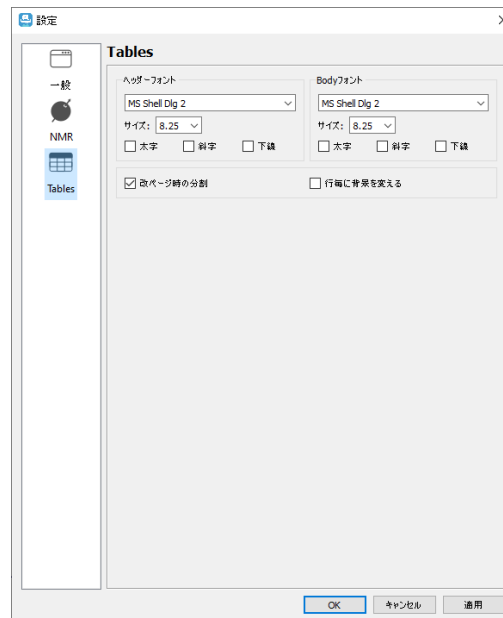 設定
一般
NMR
Tables
Tables
ヘッダーフォント
MS Shell Dlg 2
サイズ: 8.25
太字 斜字 下線
Bodyフォント
MS Shell Dlg 2
サイズ: 8.25
太字 斜字 下線
改ページ時の分割 行毎に背景を変える
OK キャンセル 適用